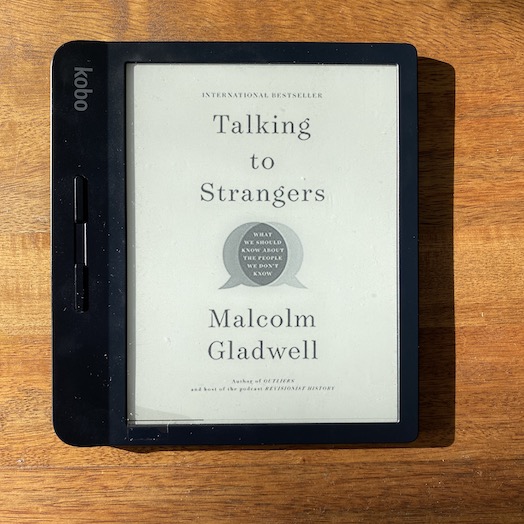 kobo
INTERNATIONAL BESTSELLER
Talking
to
Strangers
WHAT
WE SHOULD
KNOW ABOUT
THE PEOPLE
WE DON'T
KNOW
Malcolm
Gladwell
Author of OUTLIERS
and host of the podcast REVISIONIST HISTORY